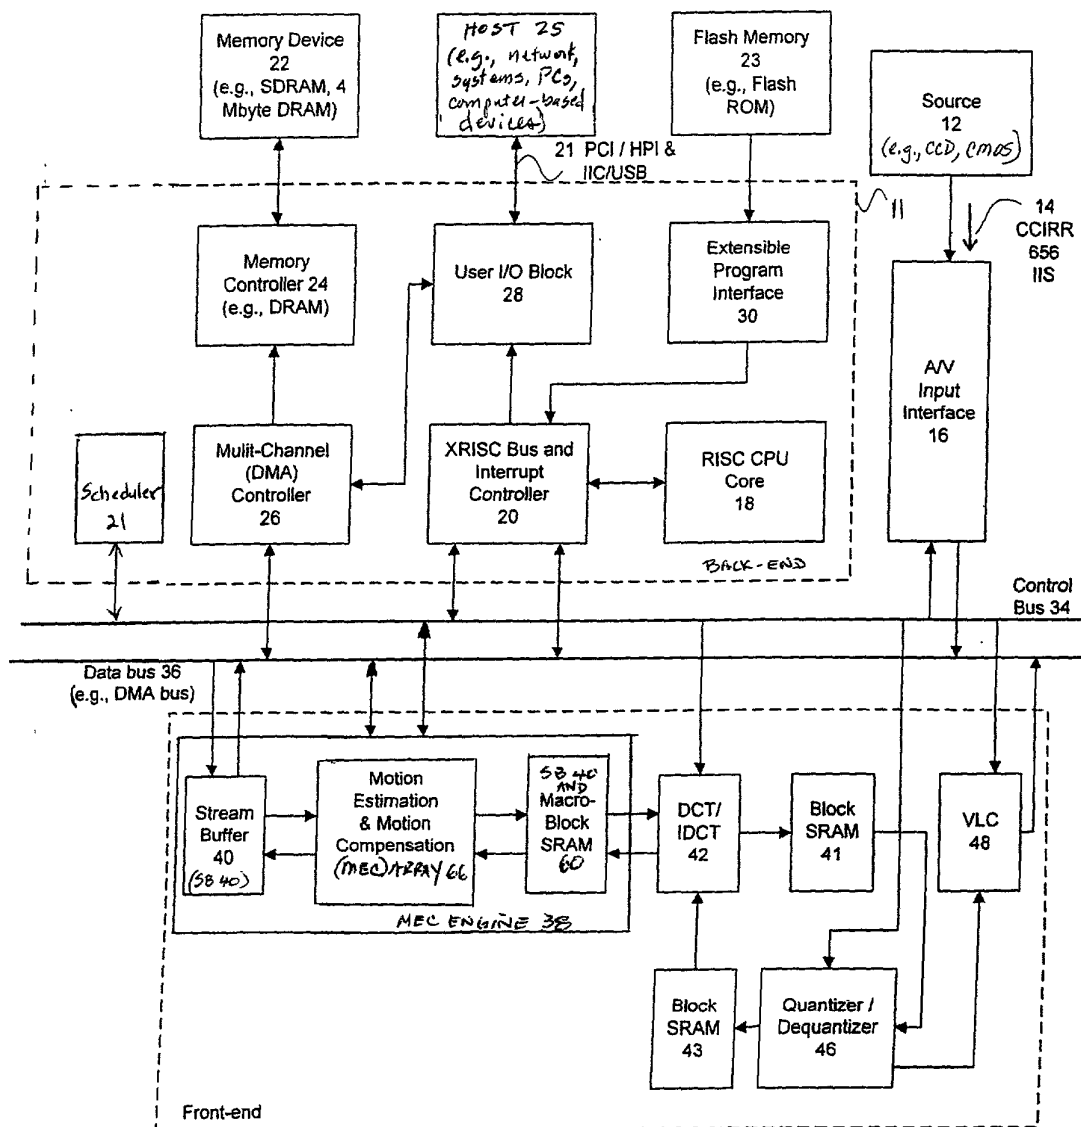 Memory Device
22
(e.g., SDRAM, 4
Mbyte DRAM)
HOST 25
(e.g., network,
systems, PCs,
computer-based
devices)
Flash Memory
23
(e.g., Flash
ROM)
Source
12
(e.g., CCD, CMOS)
21 PCI / HPI &
IIC/USB
11
14
CCIRR
656
IIS
Memory
Controller 24
(e.g., DRAM)
User I/O Block
28
Extensible
Program
Interface
30
A/V
Input
Interface
16
Scheduler
21
Mulit-Channel
(DMA)
Controller
26
XRISC Bus and
Interrupt
Controller
20
RISC CPU
Core
18
BACK-END
Control
Bus 34
Data bus 36
(e.g., DMA bus)
Stream
Buffer
40
(SB 40)
Motion
Estimation
& Motion
Compensation
(MEC) ARRAY 66
SB 40
AND
Macro-
Block
SRAM
60
MEC ENGINE 38
DCT/
IDCT
42
Block
SRAM
41
VLC
48
Block
SRAM
43
Quantizer /
Dequantizer
46
Front-end